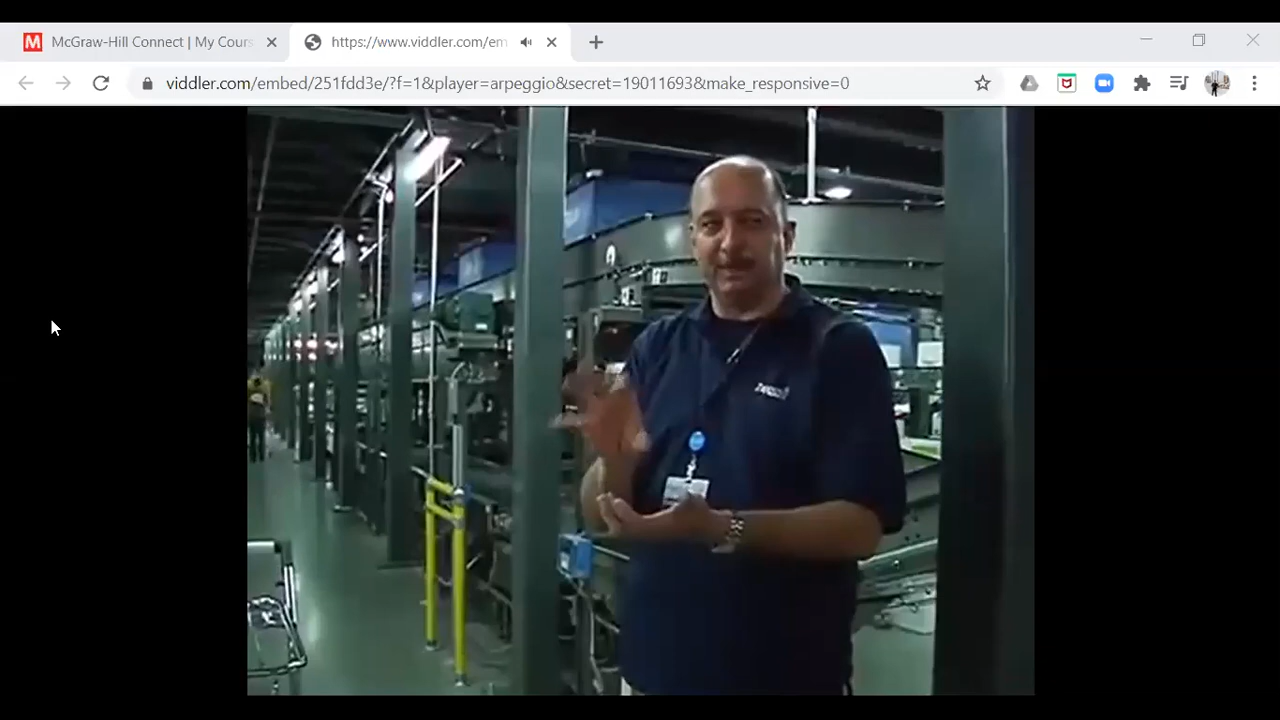 McGraw-Hill Connect | My Cours
https://www.viddler.com/em
viddler.com/embed/251fdd3e/?f=1&player=arpeggio&secret=19011693&make_responsive=0